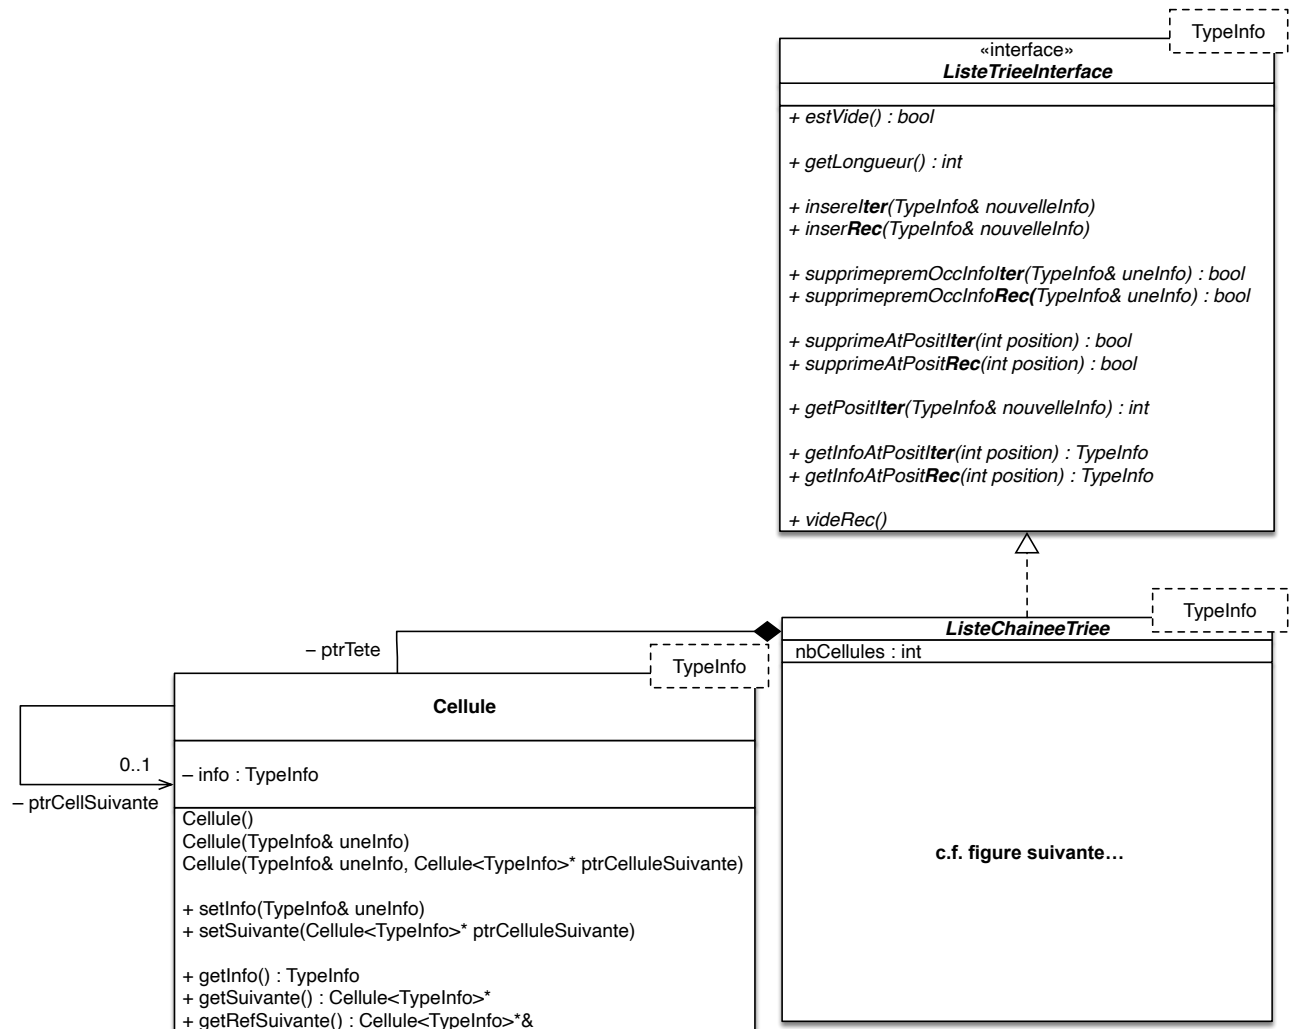 TypeInfo
«interface»
ListeTrieeInterface
+ estVide() : bool
+ getLongueur() : int
+ insereIter(TypeInfo& nouvelleInfo)
+ inserRec(TypeInfo& nouvelleInfo)
+ supprimepremOccInfoIter(TypeInfo& uneInfo) : bool
+ supprimepremOccInfoRec(TypeInfo& uneInfo) : bool
+ supprimeAtPositIter(int position) : bool
+ supprimeAtPositRec(int position) : bool
+ getPositIter(TypeInfo& nouvelleInfo) : int
+ getInfoAtPositIter(int position) : TypeInfo
+ getInfoAtPositRec(int position) : TypeInfo
+ videRec()
TypeInfo
ListeChaineeTriee
nbCellules : int
c.f. figure suivante…
– ptrTete
TypeInfo
Cellule
0..1
– ptrCellSuivante
– info : TypeInfo
Cellule()
Cellule(TypeInfo& uneInfo)
Cellule(TypeInfo& uneInfo, Cellule<TypeInfo>* ptrCelluleSuivante)
+ setInfo(TypeInfo& uneInfo)
+ setSuivante(Cellule<TypeInfo>* ptrCelluleSuivante)
+ getInfo() : TypeInfo
+ getSuivante() : Cellule<TypeInfo>*
+ getRefSuivante() : Cellule<TypeInfo>*&